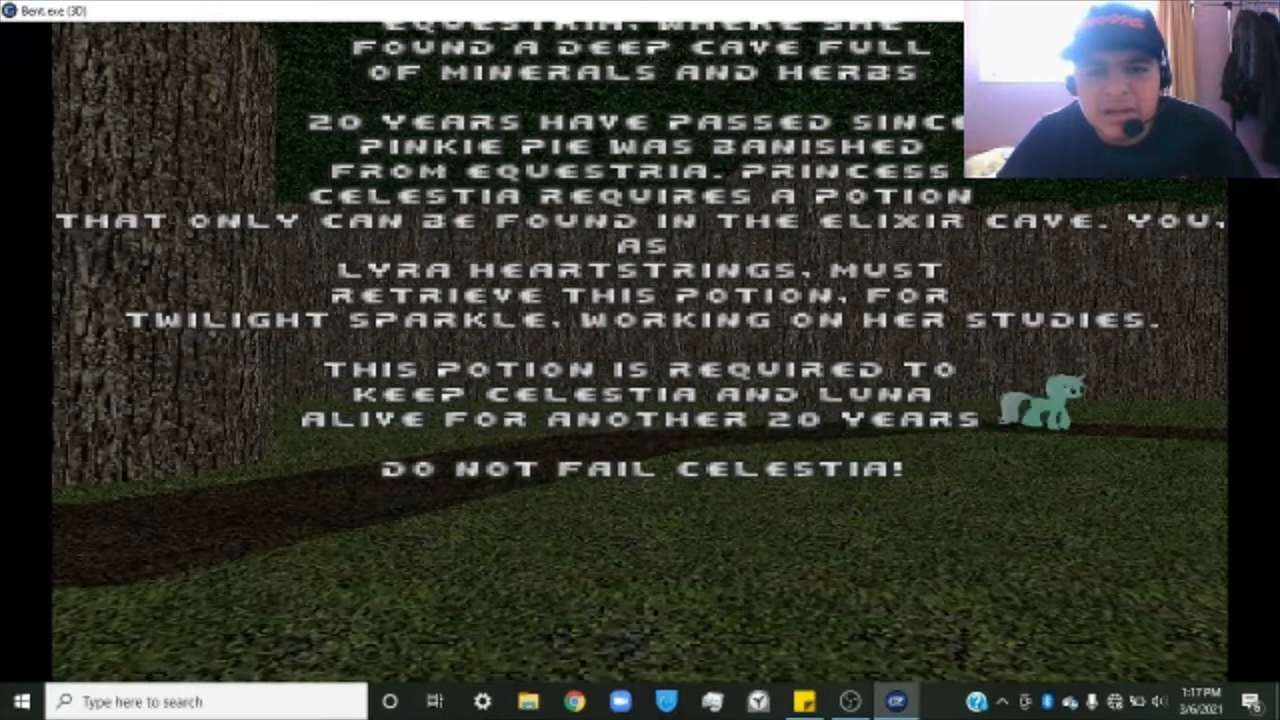 Bent.exe (3D)
EQUESTRIA, WHERE SHE
FOUND A DEEP CAVE FULL
OF MINERALS AND HERBS
20 YEARS HAVE PASSED SINCE
PINKIE PIE WAS BANISHED
FROM EQUESTRIA. PRINCESS
CELESTIA REQUIRES A POTION
THAT ONLY CAN BE FOUND IN THE ELIXIR CAVE. YOU,
AS
LYRA HEARTSTRINGS, MUST
RETRIEVE THIS POTION, FOR
TWILIGHT SPARKLE, WORKING ON HER STUDIES.
THIS POTION IS REQUIRED TO
KEEP CELESTIA AND LUNA
ALIVE FOR ANOTHER 20 YEARS
DO NOT FAIL CELESTIA!
Type here to search
1:17 PM
3/6/2021